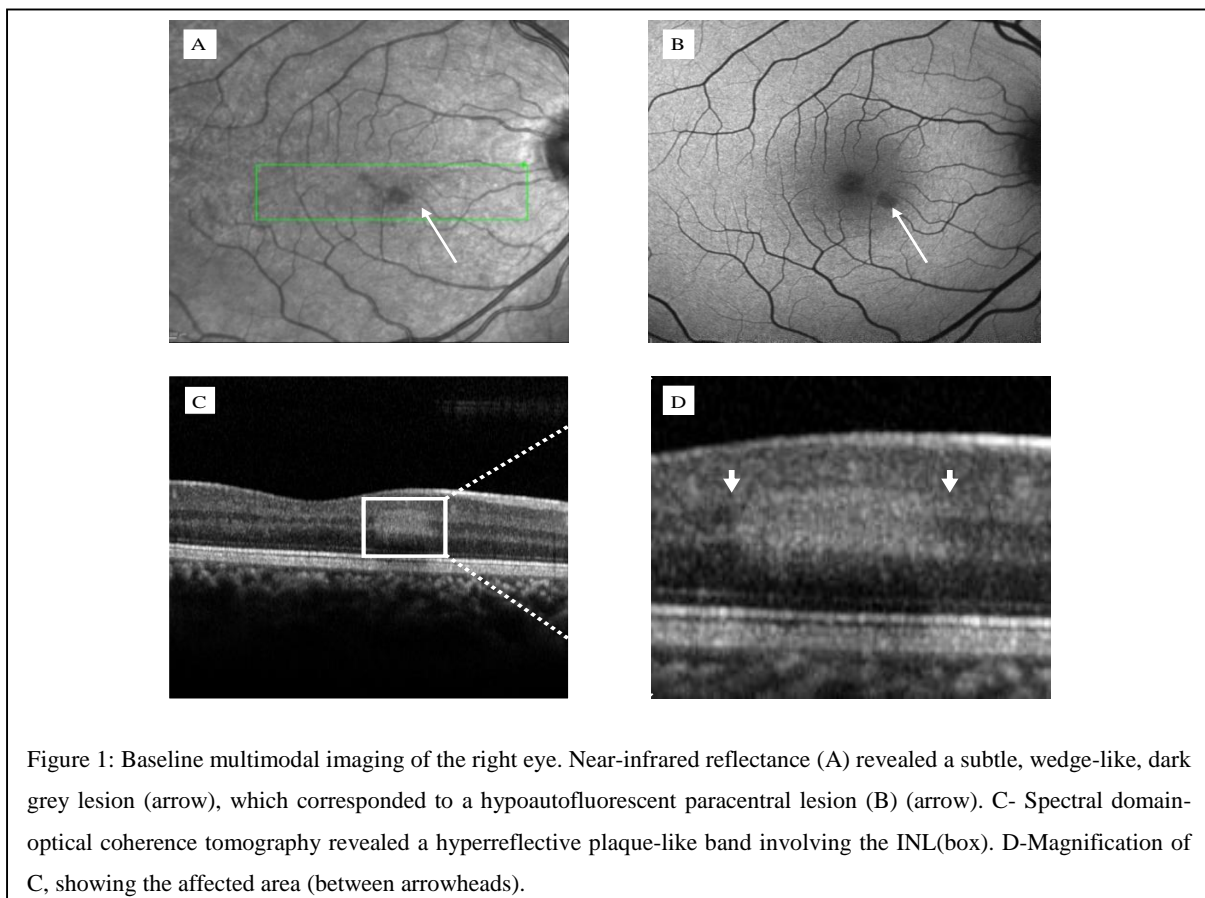 A
B
C
D
Figure 1: Baseline multimodal imaging of the right eye. Near-infrared reflectance (A) revealed a subtle, wedge-like, dark
grey lesion (arrow), which corresponded to a hypoautofluorescent paracentral lesion (B) (arrow). C- Spectral domain-
optical coherence tomography revealed a hyperreflective plaque-like band involving the INL(box). D-Magnification of
C, showing the affected area (between arrowheads).